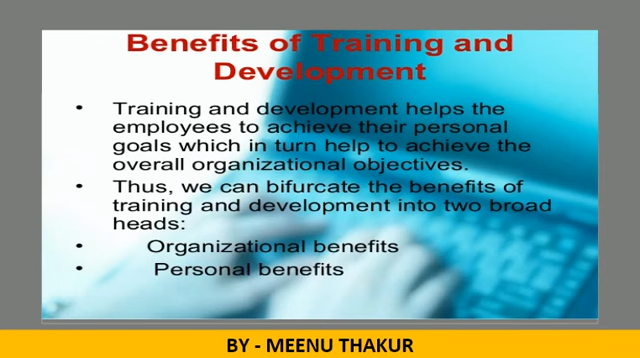 Benefits of Training and
Development
• Training and development helps the
employees to achieve their personal
goals which in turn help to achieve the
overall organizational objectives.
• Thus, we can bifurcate the benefits of
training and development into two broad
heads:
• Organizational benefits
• Personal benefits
BY - MEENU THAKUR